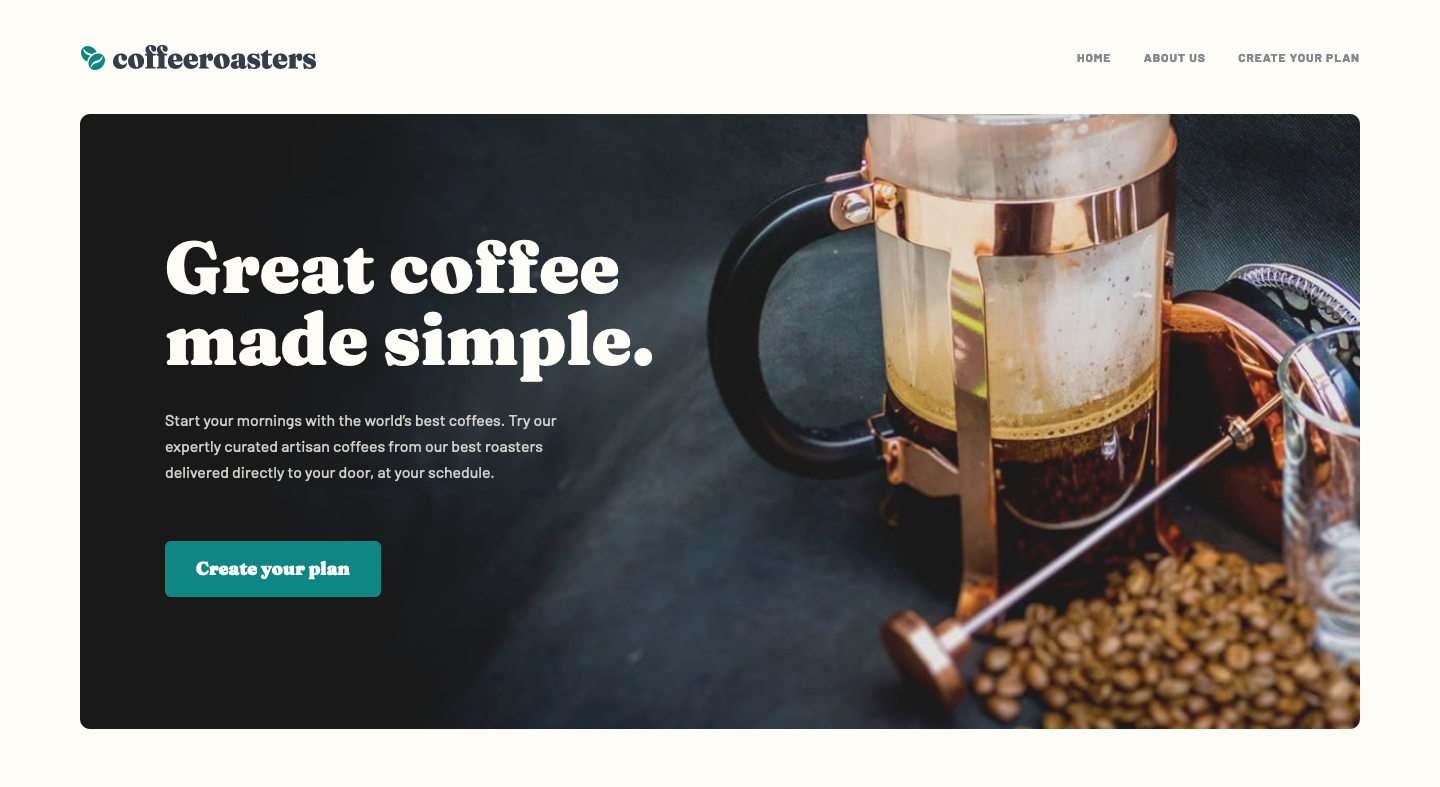 coffeeroasters
HOME
ABOUT US
CREATE YOUR PLAN
Great coffee
made simple.
Start your mornings with the world’s best coffees. Try our
expertly curated artisan coffees from our best roasters
delivered directly to your door, at your schedule.
Create your plan